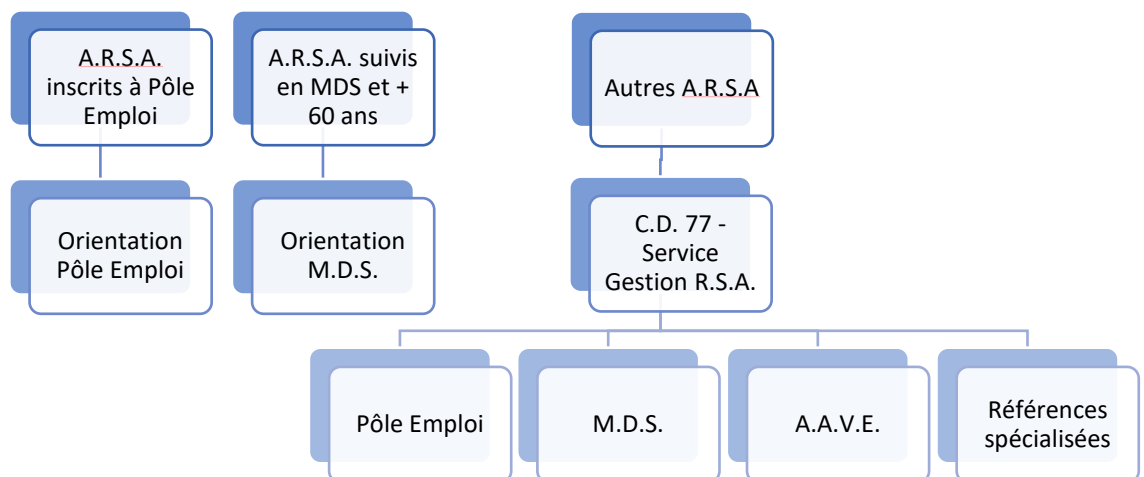 A.R.S.A.
inscrits à Pôle
Emploi
A.R.S.A. suivis
en MDS et +
60 ans
Autres A.R.S.A
Orientation
Pôle Emploi
Orientation
M.D.S.
C.D. 77 -
Service
Gestion R.S.A.
Pôle Emploi
M.D.S.
A.A.V.E.
Références
spécialisées